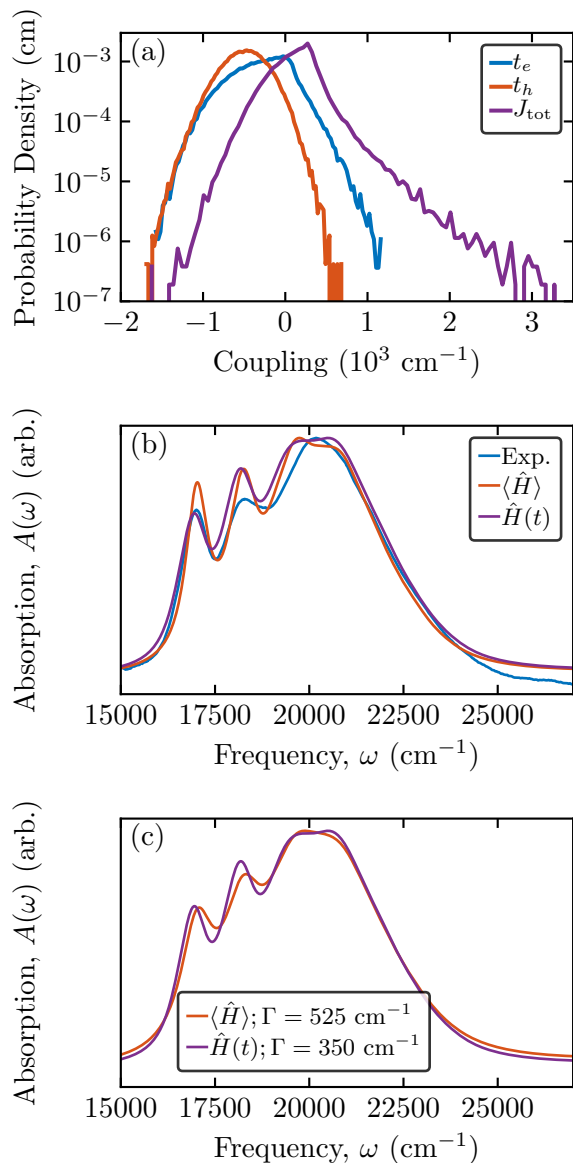 (a)
t_e
t_h
J_tot
Probability Density (cm)
10⁻³
10⁻⁴
10⁻⁵
10⁻⁶
10⁻⁷
−2 −1 0 1 2 3
Coupling (10³ cm⁻¹)
(b)
Exp.
⟨Ĥ⟩
Ĥ(t)
Absorption, A(ω) (arb.)
15000 17500 20000 22500 25000
Frequency, ω (cm⁻¹)
(c)
⟨Ĥ⟩; Γ = 525 cm⁻¹
Ĥ(t); Γ = 350 cm⁻¹
Absorption, A(ω) (arb.)
15000 17500 20000 22500 25000
Frequency, ω (cm⁻¹)